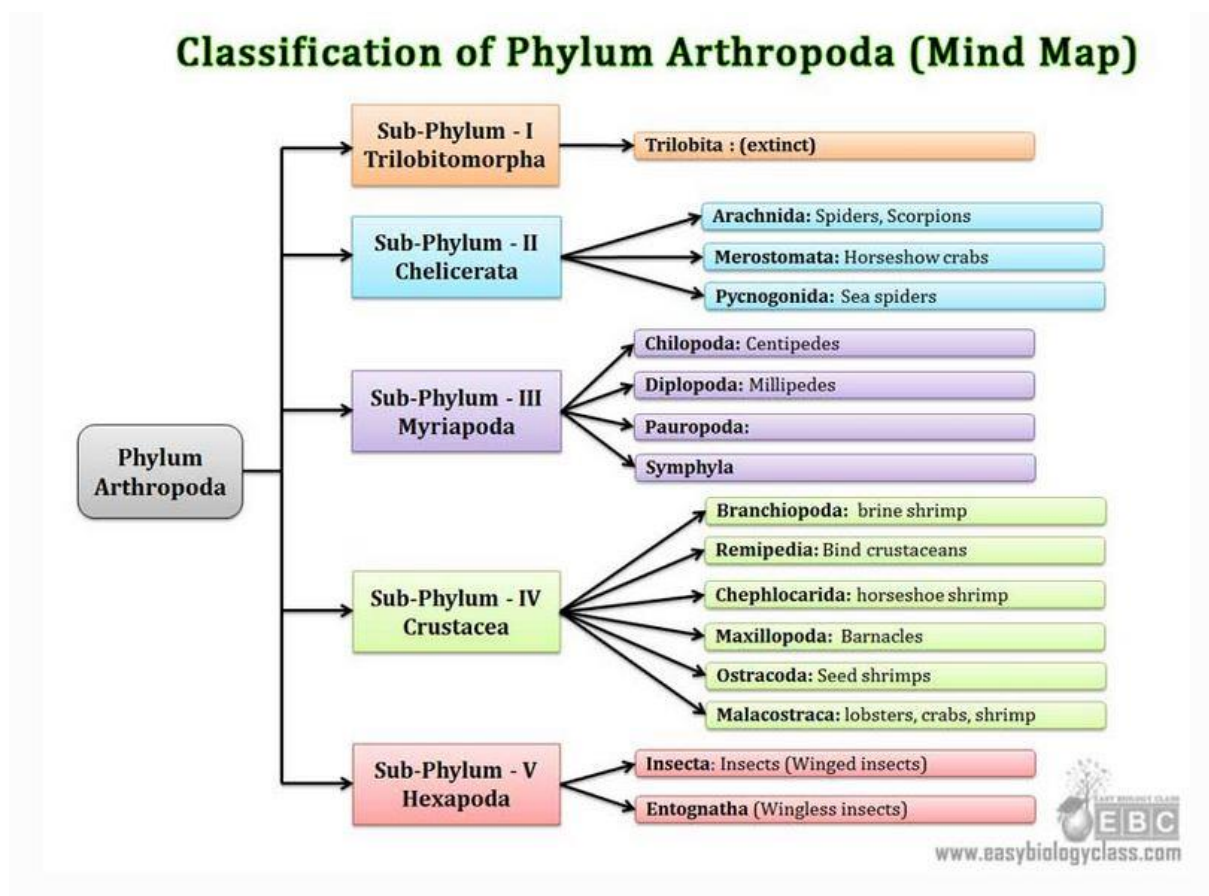 Classification of Phylum Arthropoda (Mind Map)
Phylum
Arthropoda
Sub-Phylum - I
Trilobitomorpha
Trilobita : (extinct)
Sub-Phylum - II
Chelicerata
Arachnida: Spiders, Scorpions
Merostomata: Horseshow crabs
Pycnogonida: Sea spiders
Sub-Phylum - III
Myriapoda
Chilopoda: Centipedes
Diplopoda: Millipedes
Pauropoda:
Symphyla
Sub-Phylum - IV
Crustacea
Branchiopoda: brine shrimp
Remipedia: Bind crustaceans
Chephlocarida: horseshoe shrimp
Maxillopoda: Barnacles
Ostracoda: Seed shrimps
Malacostraca: lobsters, crabs, shrimp
Sub-Phylum - V
Hexapoda
Insecta: Insects (Winged insects)
Entognatha (Wingless insects)
EASY BIOLOGY CLASS
EBC
www.easybiologyclass.com